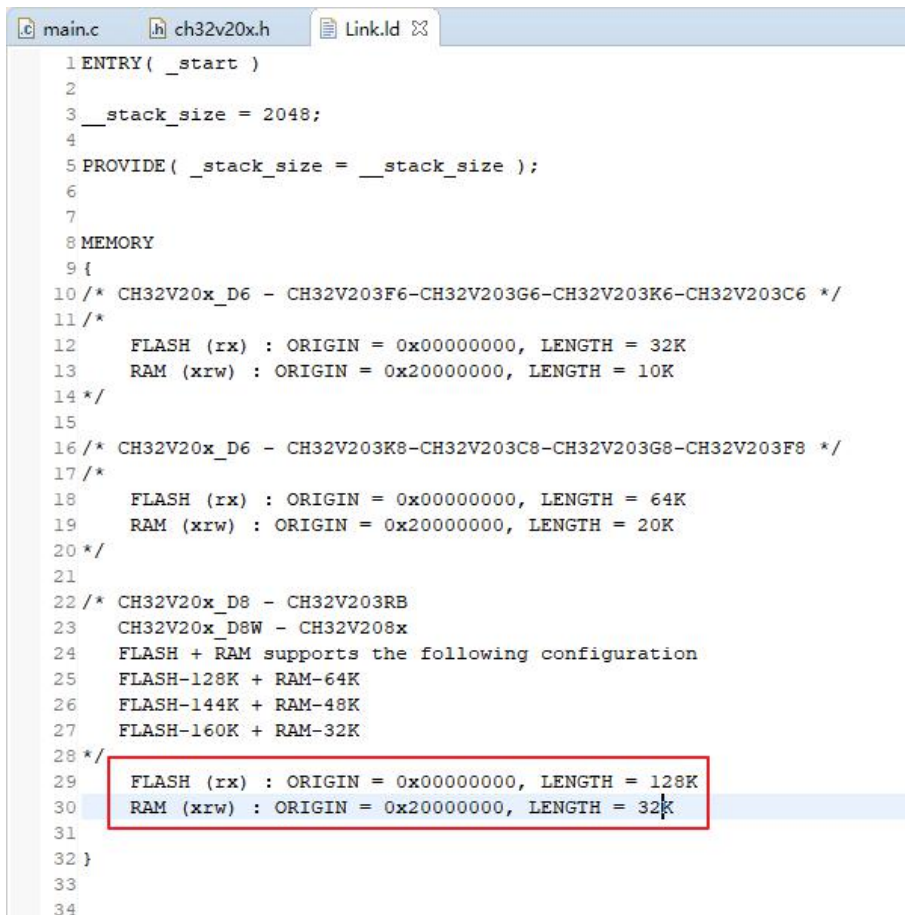 main.c ch32v20x.h Link.ld
1 ENTRY( _start )
2
3 __stack_size = 2048;
4
5 PROVIDE( _stack_size = __stack_size );
6
7
8 MEMORY
9 {
10 /* CH32V20x_D6 - CH32V203F6-CH32V203G6-CH32V203K6-CH32V203C6 */
11 /*
12 FLASH (rx) : ORIGIN = 0x00000000, LENGTH = 32K
13 RAM (xrw) : ORIGIN = 0x20000000, LENGTH = 10K
14 */
15
16 /* CH32V20x_D6 - CH32V203K8-CH32V203C8-CH32V203G8-CH32V203F8 */
17 /*
18 FLASH (rx) : ORIGIN = 0x00000000, LENGTH = 64K
19 RAM (xrw) : ORIGIN = 0x20000000, LENGTH = 20K
20 */
21
22 /* CH32V20x_D8 - CH32V203RB
23 CH32V20x_D8W - CH32V208x
24 FLASH + RAM supports the following configuration
25 FLASH-128K + RAM-64K
26 FLASH-144K + RAM-48K
27 FLASH-160K + RAM-32K
28 */
29 FLASH (rx) : ORIGIN = 0x00000000, LENGTH = 128K
30 RAM (xrw) : ORIGIN = 0x20000000, LENGTH = 32K
31
32 }
33
34